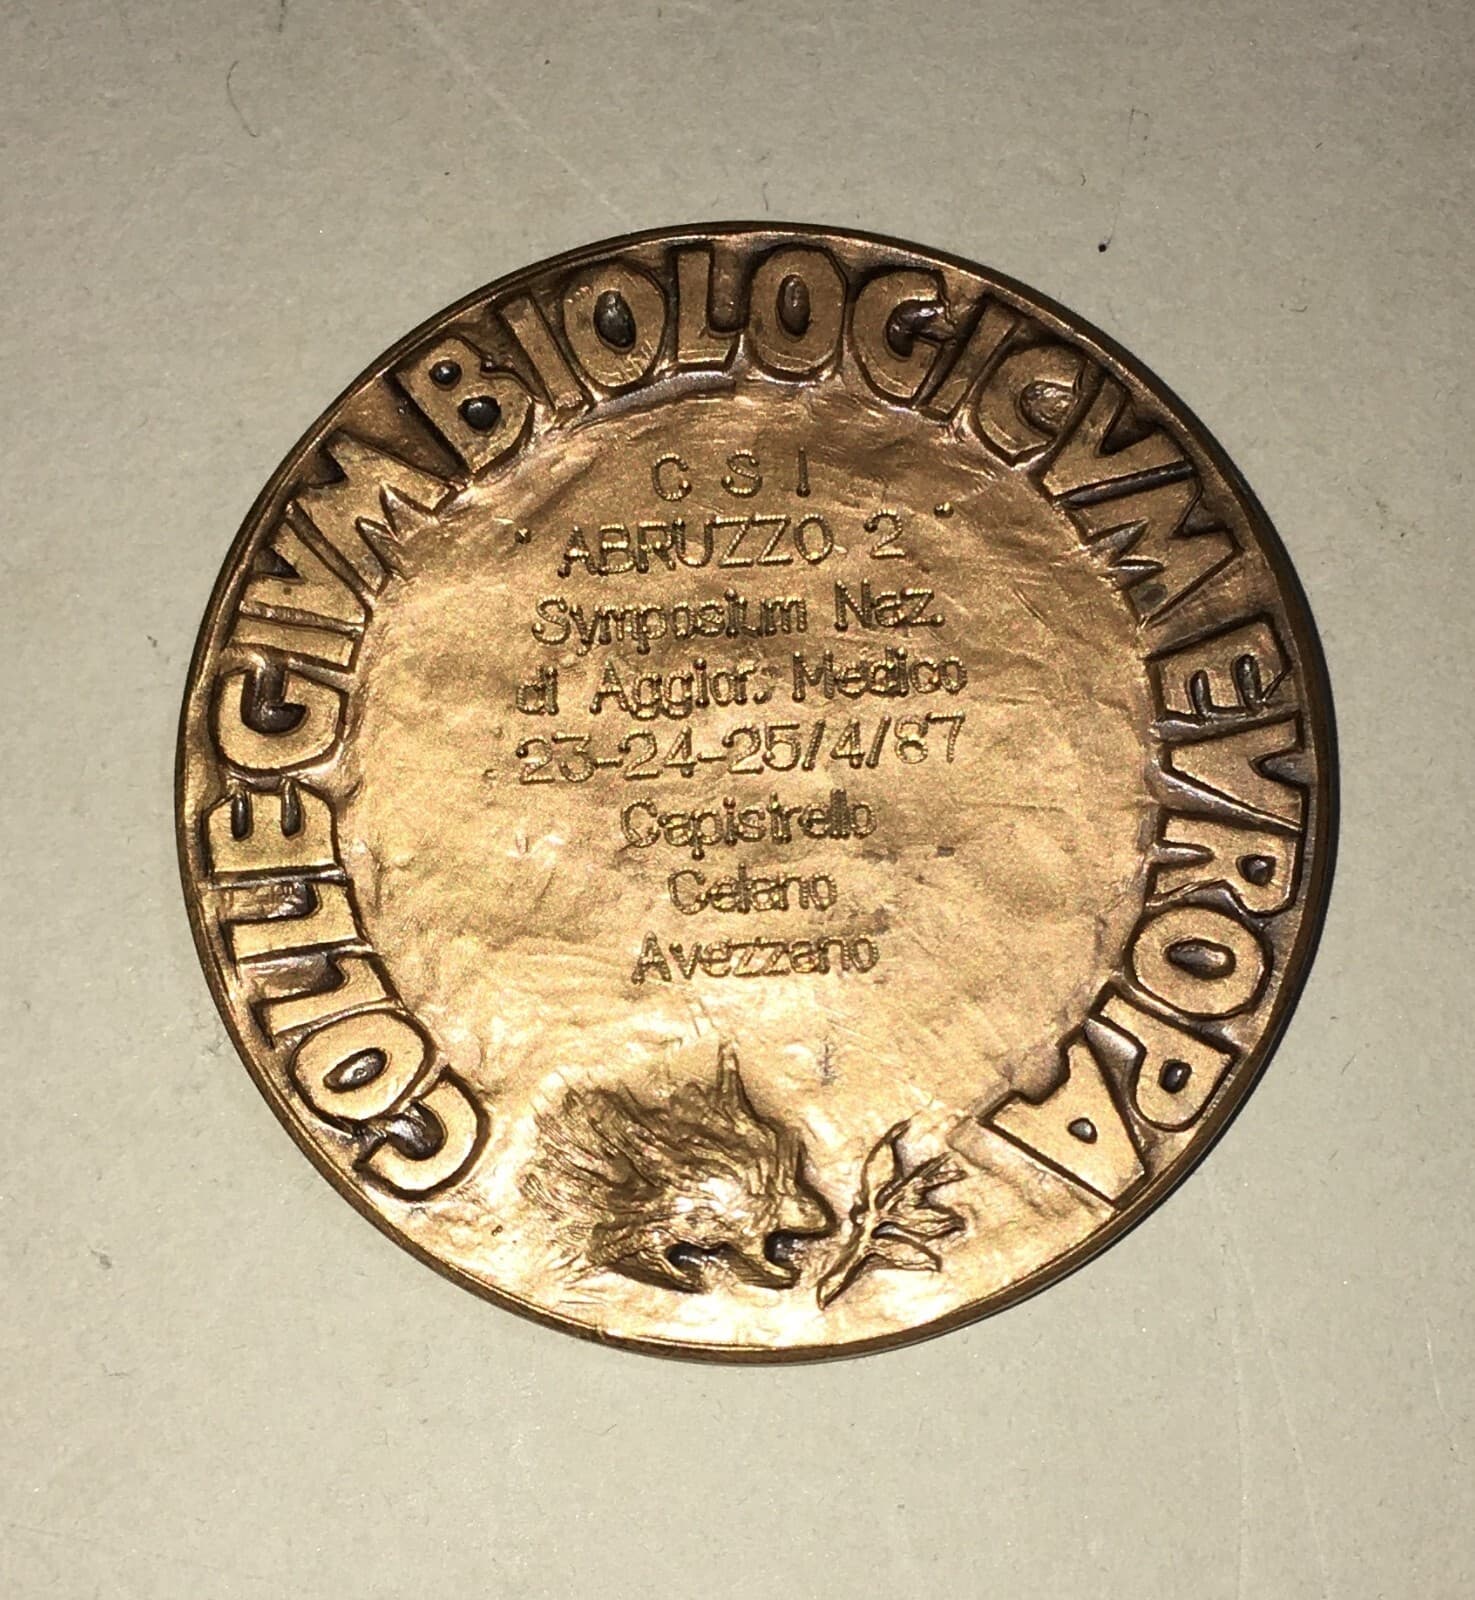 COLLEGIVM BIOLOGICVM EVROPA
C S I
" ABRUZZO 2 "
Symposium Naz.
di Aggior. Medico
23-24-25/4/87
Capistrello
Celano
Avezzano